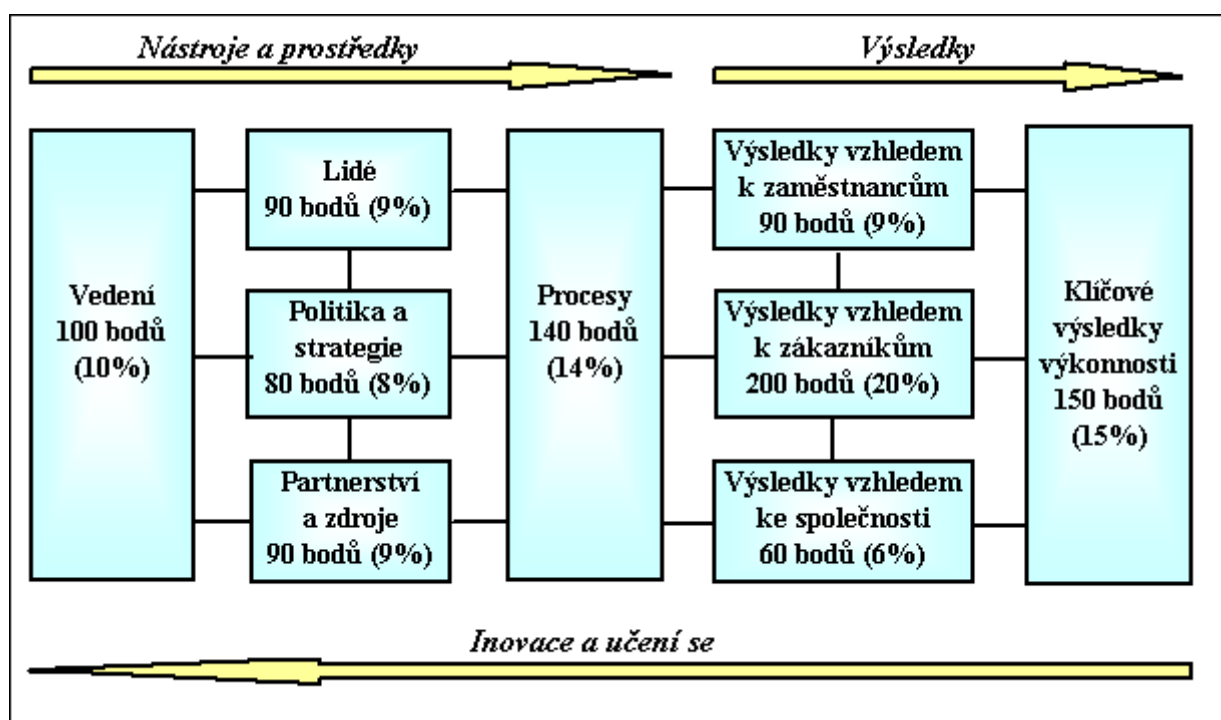 Nástroje a prostředky
Výsledky
Vedení
100 bodů
(10%)
Lidé
90 bodů (9%)
Politika a
strategie
80 bodů (8%)
Partnerství
a zdroje
90 bodů (9%)
Procesy
140 bodů
(14%)
Výsledky vzhledem
k zaměstnancům
90 bodů (9%)
Výsledky vzhledem
k zákazníkům
200 bodů (20%)
Výsledky vzhledem
ke společnosti
60 bodů (6%)
Klíčové
výsledky
výkonnosti
150 bodů
(15%)
Inovace a učení se